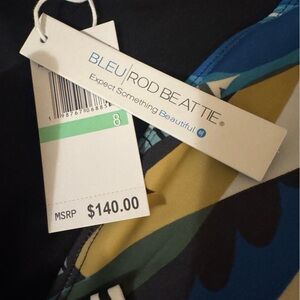 BLEU|ROD BEATTIE®
Expect Something Beautiful
8
MSRP $140.00